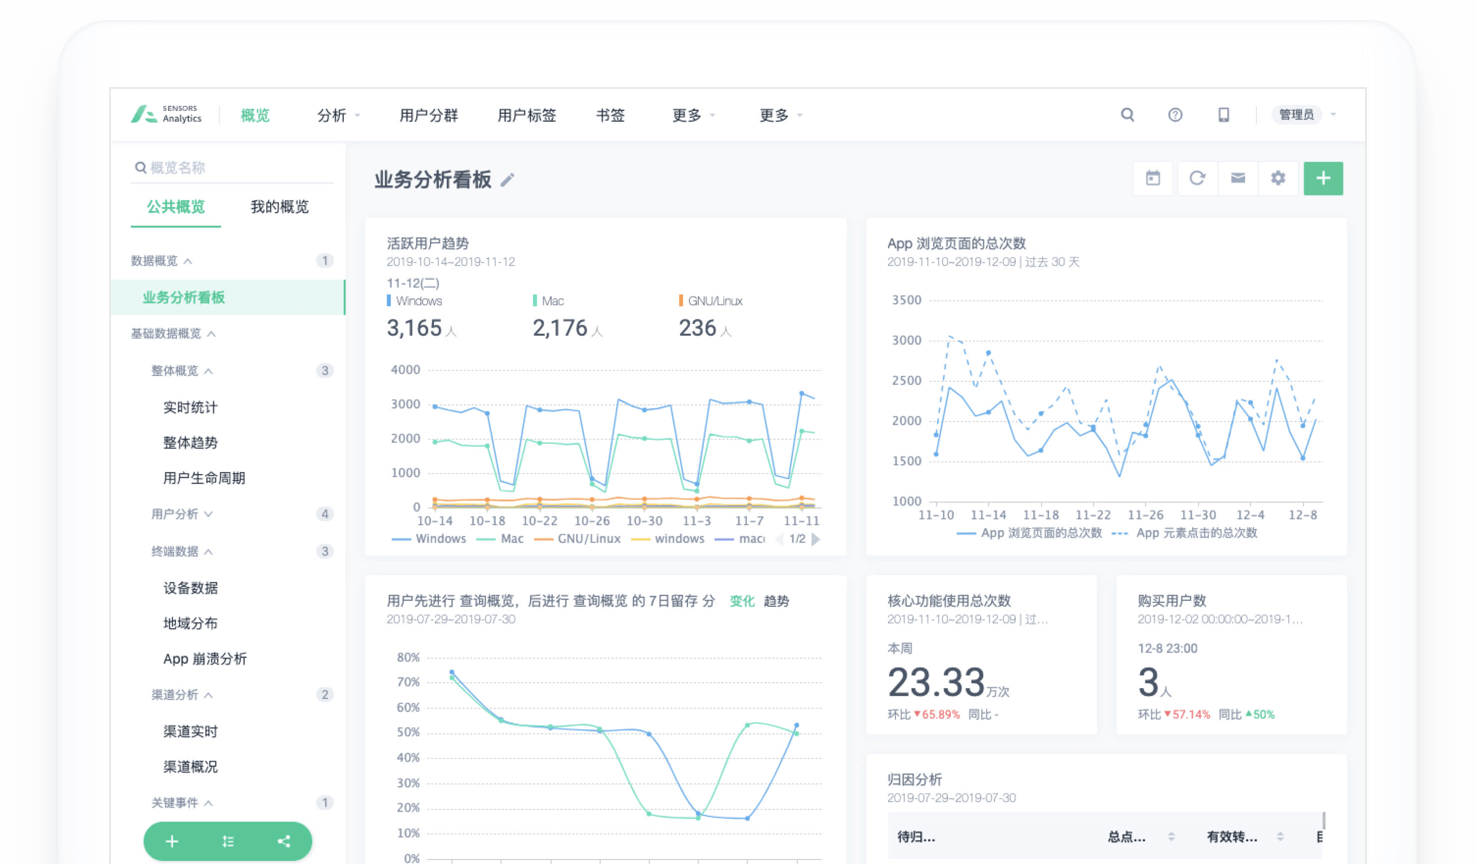 SENSORS
Analytics
概览
分析
用户分群
用户标签
书签
更多
更多
管理员
概览名称
公共概览
我的概览
数据概览
1
业务分析看板
基础数据概览
整体概览
3
实时统计
整体趋势
用户生命周期
用户分析
4
终端数据
3
设备数据
地域分布
App 崩溃分析
渠道分析
2
渠道实时
渠道概况
关键事件
1
业务分析看板
活跃用户趋势
2019-10-14~2019-11-12
11-12(二)
Windows
Mac
GNU/Linux
3,165人
2,176人
236人
4000
3000
2000
1000
0
10-14 10-18 10-22 10-26 10-30 11-3 11-7 11-11
Windows Mac GNU/Linux windows mac 1/2
App 浏览页面的总次数
2019-11-10~2019-12-09 | 过去 30 天
3500
3000
2500
2000
1500
1000
11-10 11-14 11-18 11-22 11-26 11-30 12-4 12-8
App 浏览页面的总次数 App 元素点击的总次数
用户先进行 查询概览，后进行 查询概览 的 7日留存 分 变化 趋势
2019-07-29~2019-07-30
80%
70%
60%
50%
40%
30%
20%
10%
0%
核心功能使用总次数
2019-11-10~2019-12-09 | 过...
本周
23.33万次
环比 65.89% 同比 -
购买用户数
2019-12-02 00:00:00~2019-1...
12-8 23:00
3人
环比 57.14% 同比 50%
归因分析
2019-07-29~2019-07-30
待归... 总点... 有效转...